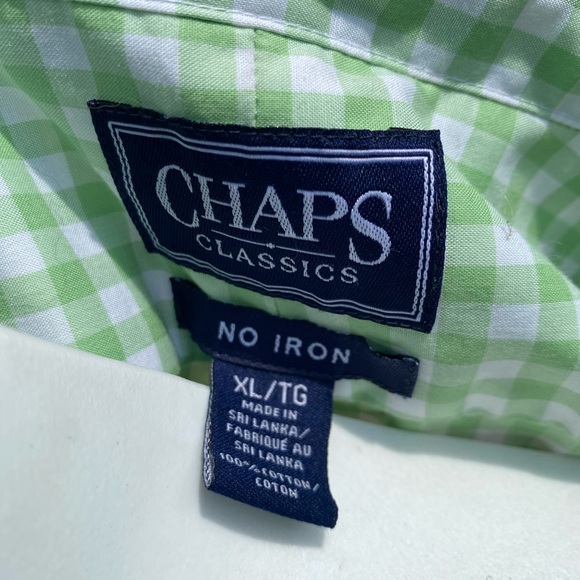 CHAPS
CLASSICS
NO IRON
XL/TG
MADE IN
SRI LANKA/
FABRIQUÉ AU
SRI LANKA
100% COTTON/
COTON